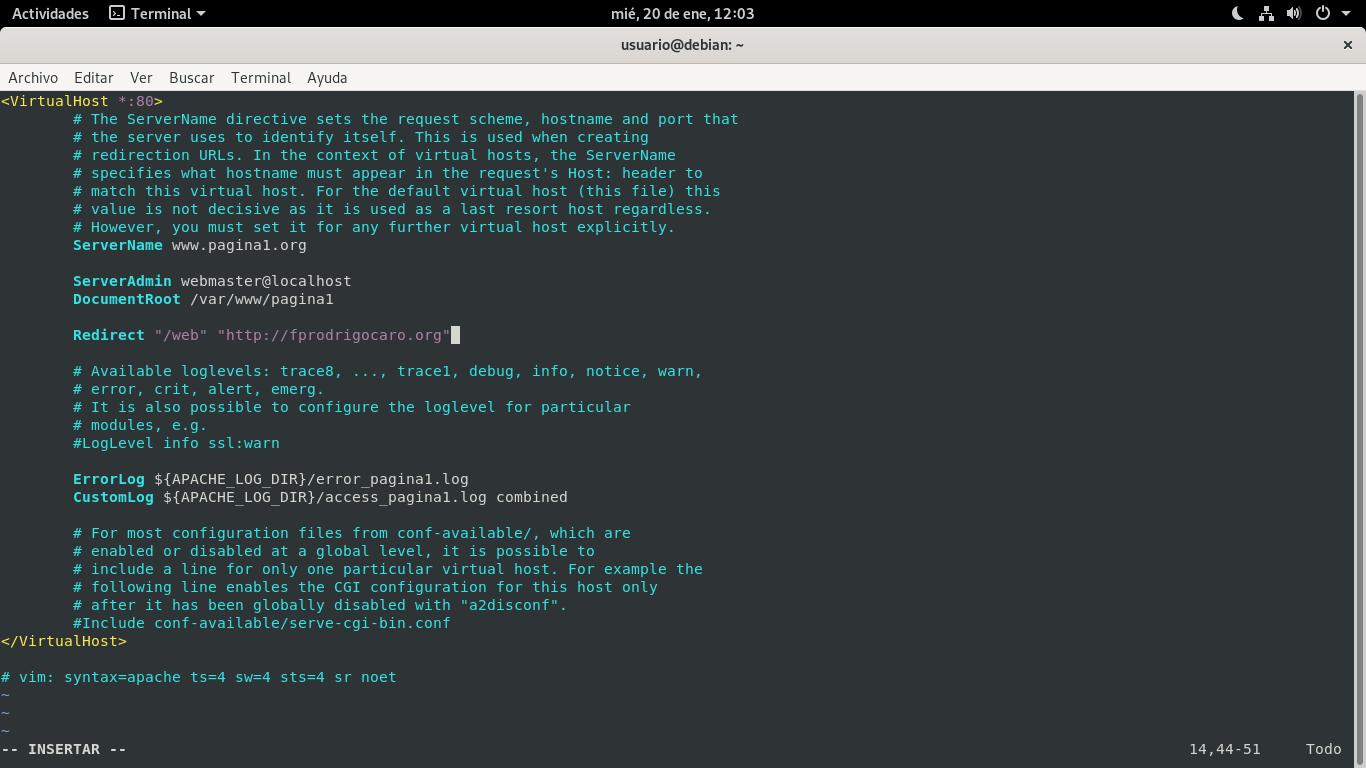 Actividades Terminal mié, 20 de ene, 12:03
usuario@debian: ~
Archivo Editar Ver Buscar Terminal Ayuda
<VirtualHost *:80>
        # The ServerName directive sets the request scheme, hostname and port that
        # the server uses to identify itself. This is used when creating
        # redirection URLs. In the context of virtual hosts, the ServerName
        # specifies what hostname must appear in the request's Host: header to
        # match this virtual host. For the default virtual host (this file) this
        # value is not decisive as it is used as a last resort host regardless.
        # However, you must set it for any further virtual host explicitly.
        ServerName www.pagina1.org

        ServerAdmin webmaster@localhost
        DocumentRoot /var/www/pagina1

        Redirect "/web" "http://fprodrigocaro.org"

        # Available loglevels: trace8, ..., trace1, debug, info, notice, warn,
        # error, crit, alert, emerg.
        # It is also possible to configure the loglevel for particular
        # modules, e.g.
        #LogLevel info ssl:warn

        ErrorLog ${APACHE_LOG_DIR}/error_pagina1.log
        CustomLog ${APACHE_LOG_DIR}/access_pagina1.log combined

        # For most configuration files from conf-available/, which are
        # enabled or disabled at a global level, it is possible to
        # include a line for only one particular virtual host. For example the
        # following line enables the CGI configuration for this host only
        # after it has been globally disabled with "a2disconf".
        #Include conf-available/serve-cgi-bin.conf
</VirtualHost>

# vim: syntax=apache ts=4 sw=4 sts=4 sr noet
~
~
~
-- INSERTAR -- 14,44-51 Todo